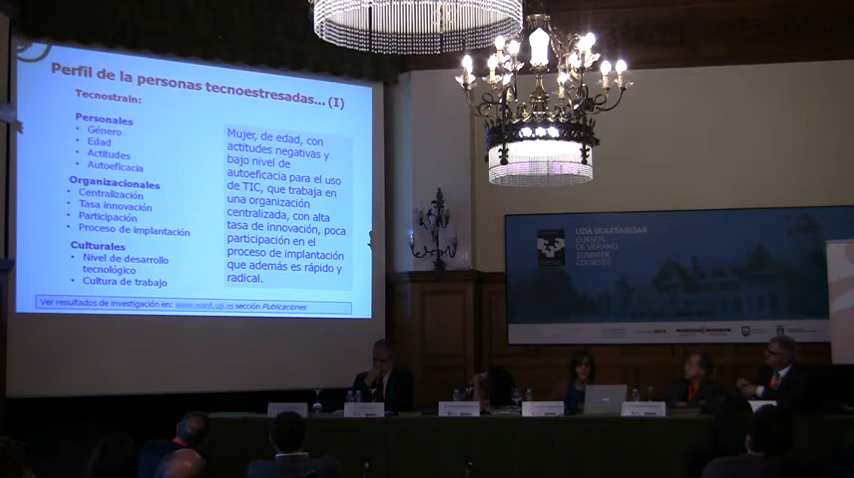 Perfil de la personas tecnoestresadas... (I)
Tecnostrain:
Personales
• Género
• Edad
• Actitudes
• Autoeficacia
Organizacionales
• Centralización
• Tasa innovación
• Participación
• Proceso de implantación
Culturales
• Nivel de desarrollo
tecnológico
• Cultura de trabajo
Mujer, de edad, con
actitudes negativas y
bajo nivel de
autoeficacia para el uso
de TIC, que trabaja en
una organización
centralizada, con alta
tasa de innovación, poca
participación en el
proceso de implantación
que además es rápido y
radical.
Ver resultados de investigación en: www.want.uji.es sección Publicaciones
UDA IKASTAROAK
CURSOS
DE VERANO
SUMMER
COURSES